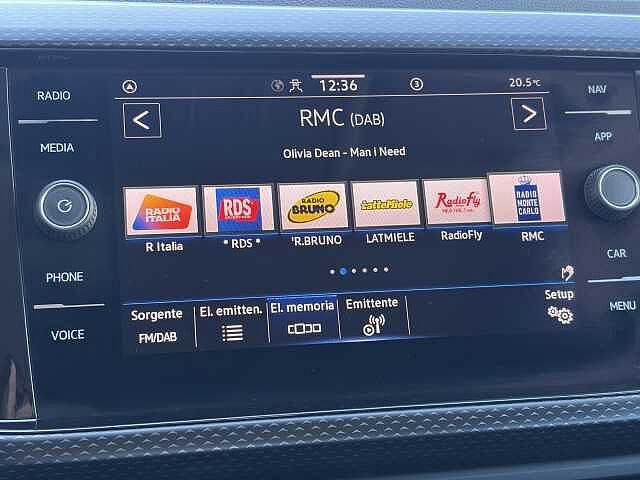 RADIO
MEDIA
PHONE
VOICE
12:36
3
20.5°C
RMC (DAB)
Olivia Dean - Man i Need
RADIO
ITALIA
RDS
RADIO
BRUNO
LatteMiele
RadioFly
RADIO
MONTE
CARLO
R Italia
* RDS *
'R.BRUNO
LATMIELE
RadioFly
RMC
Sorgente
FM/DAB
El. emitten.
El. memoria
Emittente
Setup
NAV
APP
CAR
MENU